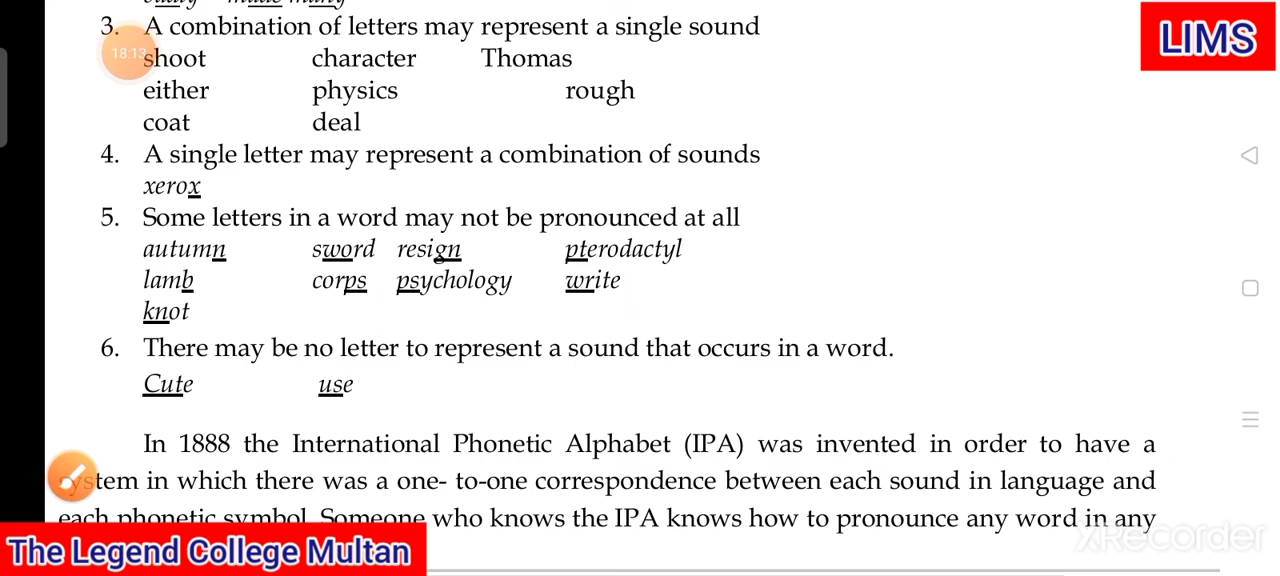 made many
3. A combination of letters may represent a single sound
18:13
shoot character Thomas
either physics rough
coat deal
4. A single letter may represent a combination of sounds
xerox
5. Some letters in a word may not be pronounced at all
autumn sword resign pterodactyl
lamb corps psychology write
knot
6. There may be no letter to represent a sound that occurs in a word.
Cute use
In 1888 the International Phonetic Alphabet (IPA) was invented in order to have a
system in which there was a one- to-one correspondence between each sound in language and
each phonetic symbol. Someone who knows the IPA knows how to pronounce any word in any
LIMS
The Legend College Multan
XRecorder